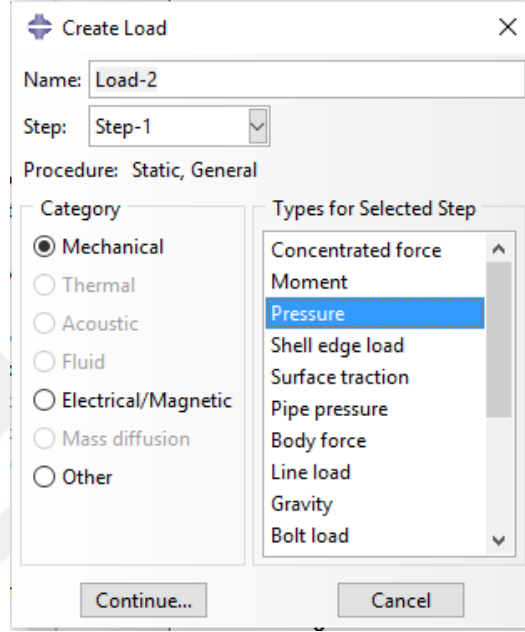 Create Load
Name: Load-2
Step: Step-1
Procedure: Static, General
Category
Mechanical
Thermal
Acoustic
Fluid
Electrical/Magnetic
Mass diffusion
Other
Types for Selected Step
Concentrated force
Moment
Pressure
Shell edge load
Surface traction
Pipe pressure
Body force
Line load
Gravity
Bolt load
Continue...
Cancel